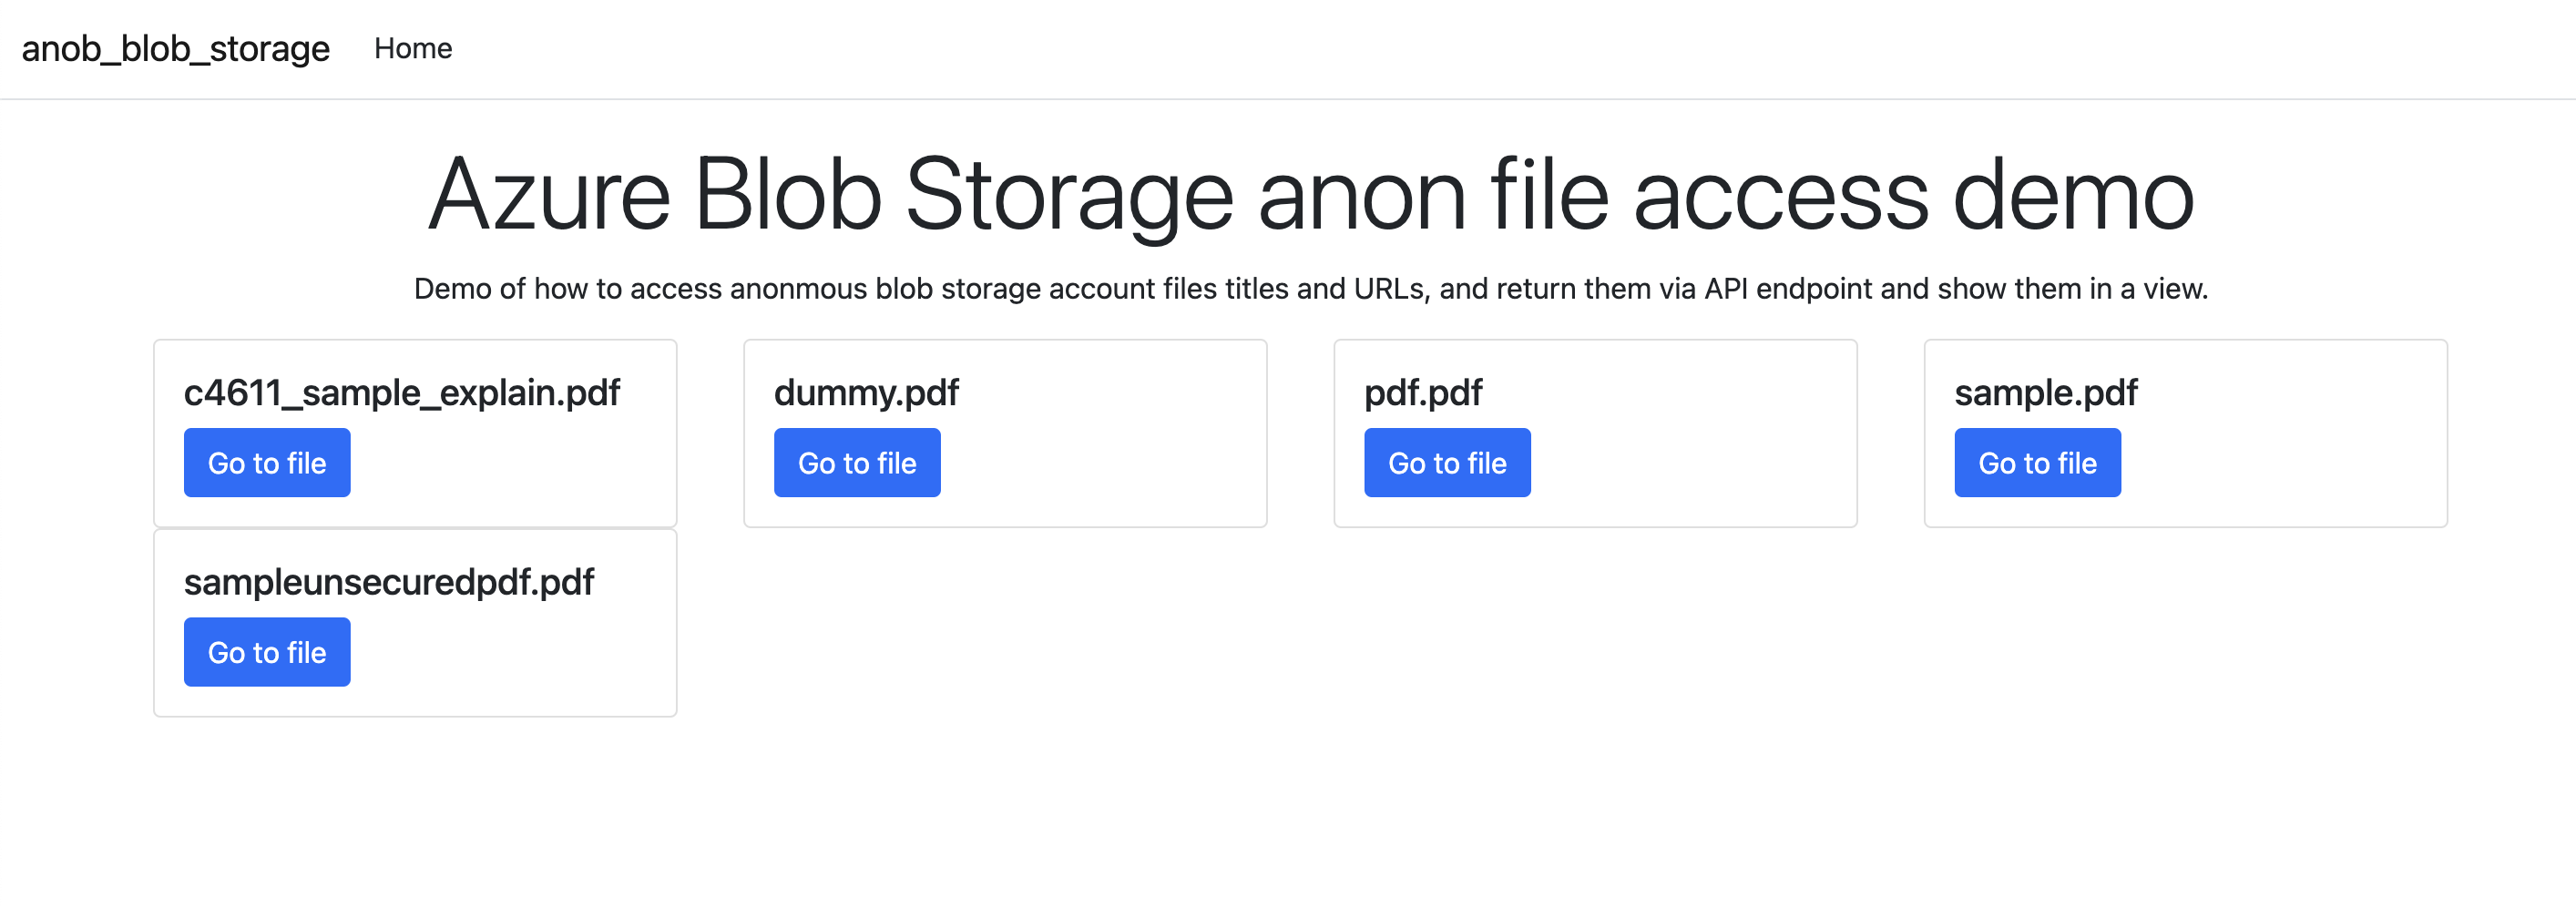 anob_blob_storage Home
Azure Blob Storage anon file access demo
Demo of how to access anonmous blob storage account files titles and URLs, and return them via API endpoint and show them in a view.
c4611_sample_explain.pdf
Go to file
dummy.pdf
Go to file
pdf.pdf
Go to file
sample.pdf
Go to file
sampleunsecuredpdf.pdf
Go to file